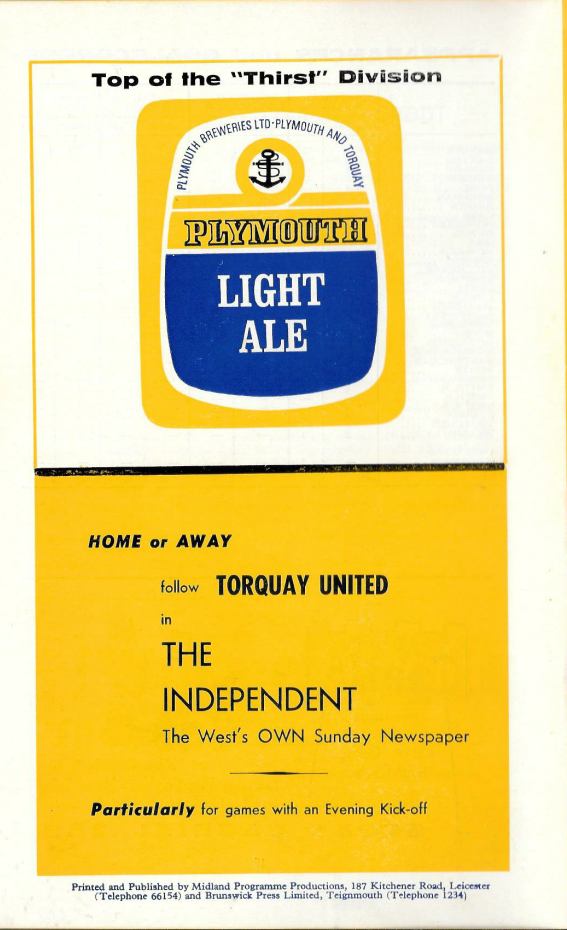 Top of the "Thirst" Division
PLYMOUTH BREWERIES LTD·PLYMOUTH AND TORQUAY
PLYMOUTH
LIGHT
ALE
HOME or AWAY
follow TORQUAY UNITED
in
THE
INDEPENDENT
The West's OWN Sunday Newspaper
Particularly for games with an Evening Kick-off
Printed and Published by Midland Programme Productions, 187 Kitchener Road, Leicester
(Telephone 66154) and Brunswick Press Limited, Teignmouth (Telephone 1234)